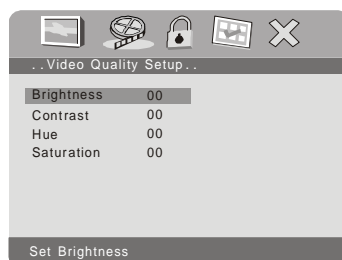 ..Video Quality Setup..
Brightness 00
Contrast 00
Hue 00
Saturation 00
Set Brightness